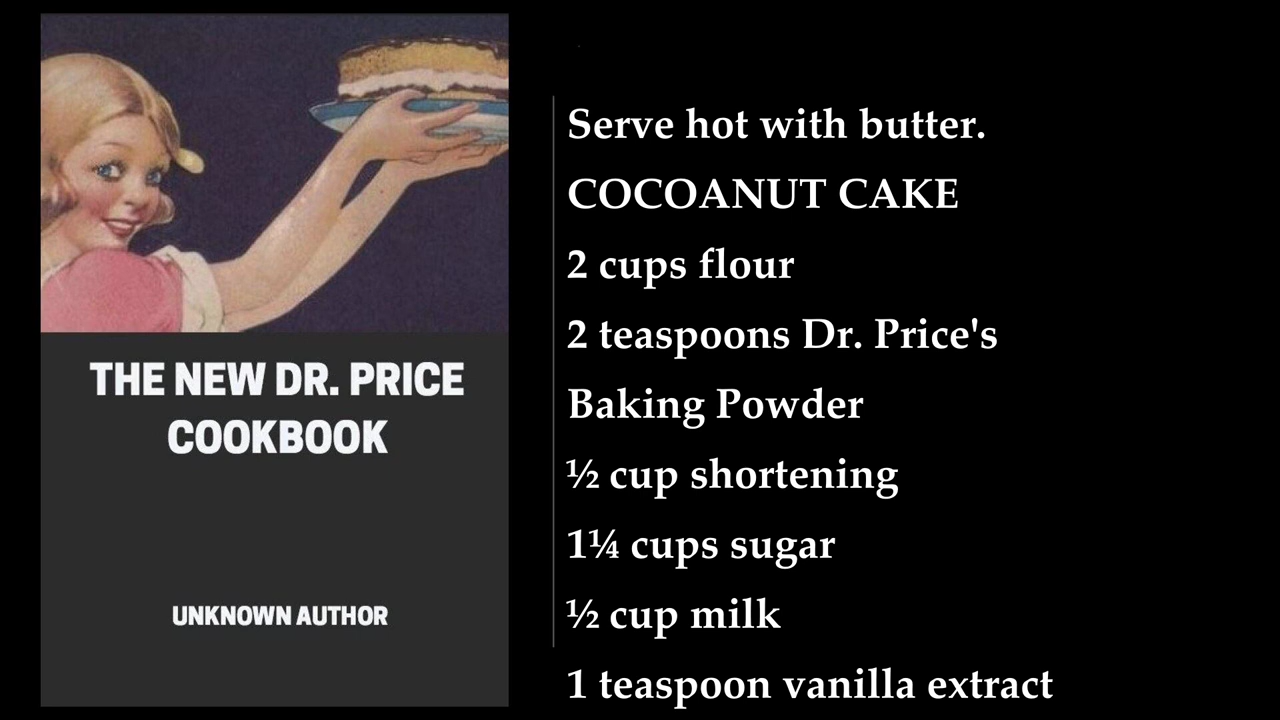 THE NEW DR. PRICE
COOKBOOK
UNKNOWN AUTHOR
Serve hot with butter.
COCOANUT CAKE
2 cups flour
2 teaspoons Dr. Price's
Baking Powder
½ cup shortening
1¼ cups sugar
½ cup milk
1 teaspoon vanilla extract